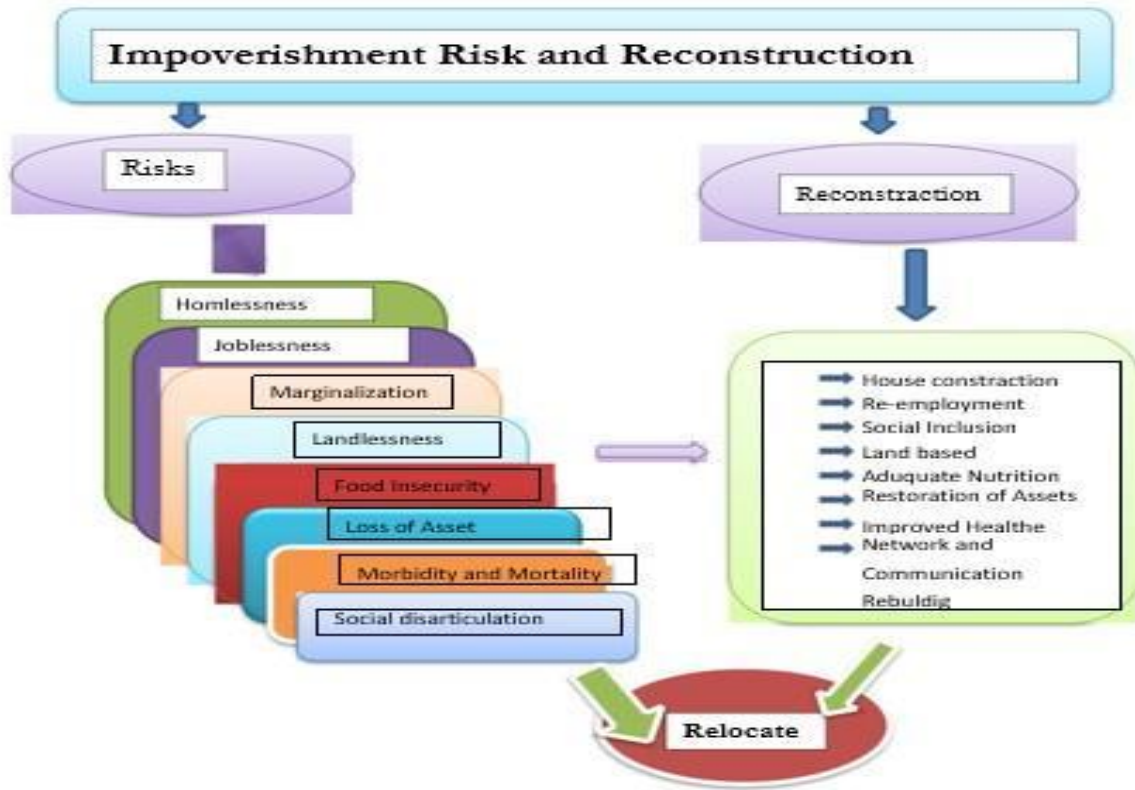 Impoverishment Risk and Reconstruction
Risks
Reconstraction
Homlessness
Joblessness
Marginalization
Landlessness
Food Insecurity
Loss of Asset
Morbidity and Mortality
Social disarticulation
House constraction
Re-employment
Social Inclusion
Land based
Aduquate Nutrition
Restoration of Assets
Improved Healthe
Network and
Communication
Rebuldig
Relocate